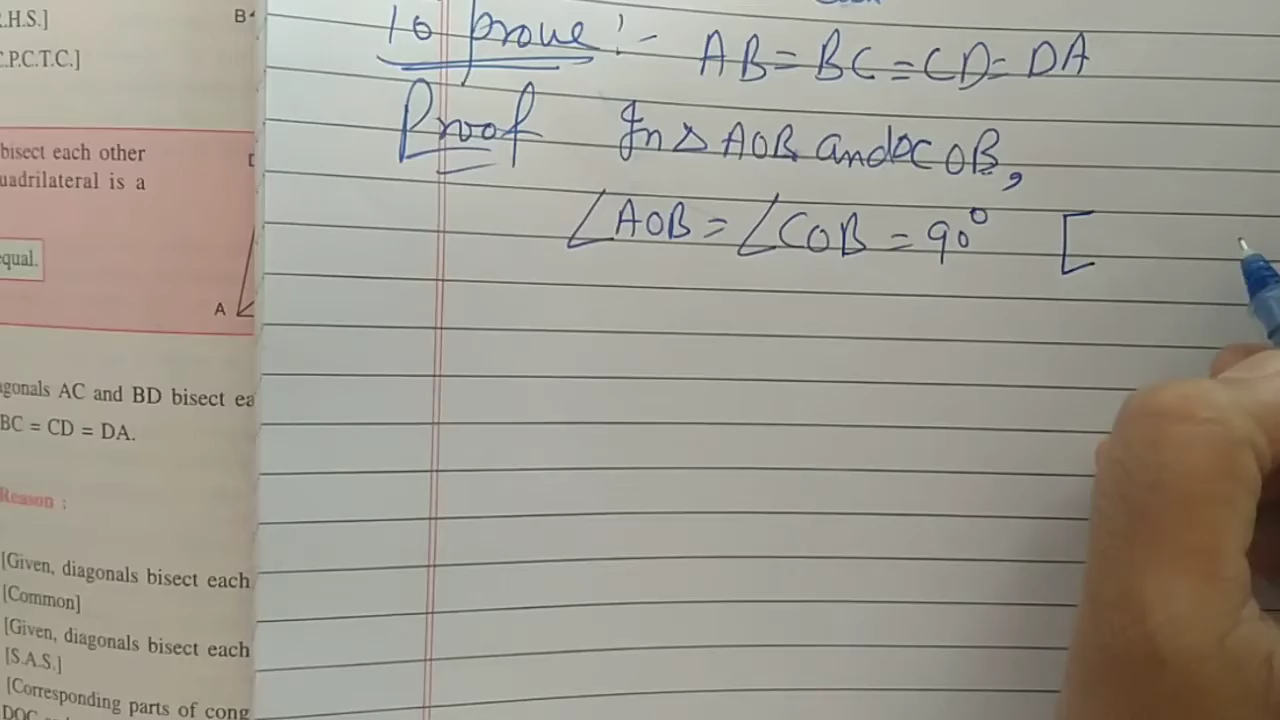 .H.S.]
C.P.C.T.C.]
B
bisect each other
uadrilateral is a
equal.
A
agonals AC and BD bisect ea
BC = CD = DA.
Reason :
[Given, diagonals bisect each
[Common]
[Given, diagonals bisect each
[S.A.S.]
[Corresponding parts of cong
To prove :- AB = BC = CD = DA
Proof In △ AOB and △ COB,
∠AOB = ∠COB = 90° [